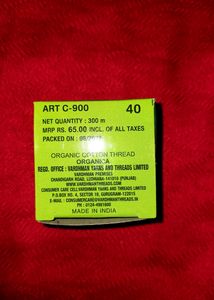 ART C-900 40
NET QUANTITY : 300 m
MRP RS. 65.00 INCL. OF ALL TAXES
PACKED ON :
ORGANIC COTTON THREAD
ORGANICA
REGD. OFFICE : VARDHMAN YARNS AND THREADS LIMITED
VARDHMAN PREMISES
CHANDIGARH ROAD, LUDHIANA-141010 (PUNJAB)
WWW.VARDHMANTHREADS.COM
CONSUMER CARE CELL:VARDHMAN YARNS AND THREADS LIMITED
P.O.BOX NO. 4, SECTOR 18, GURUGRAM-122015
E-MAIL : CONSUMERCARE@VARDHMANTHREADS.IN
PH : 0124-4981600
MADE IN INDIA